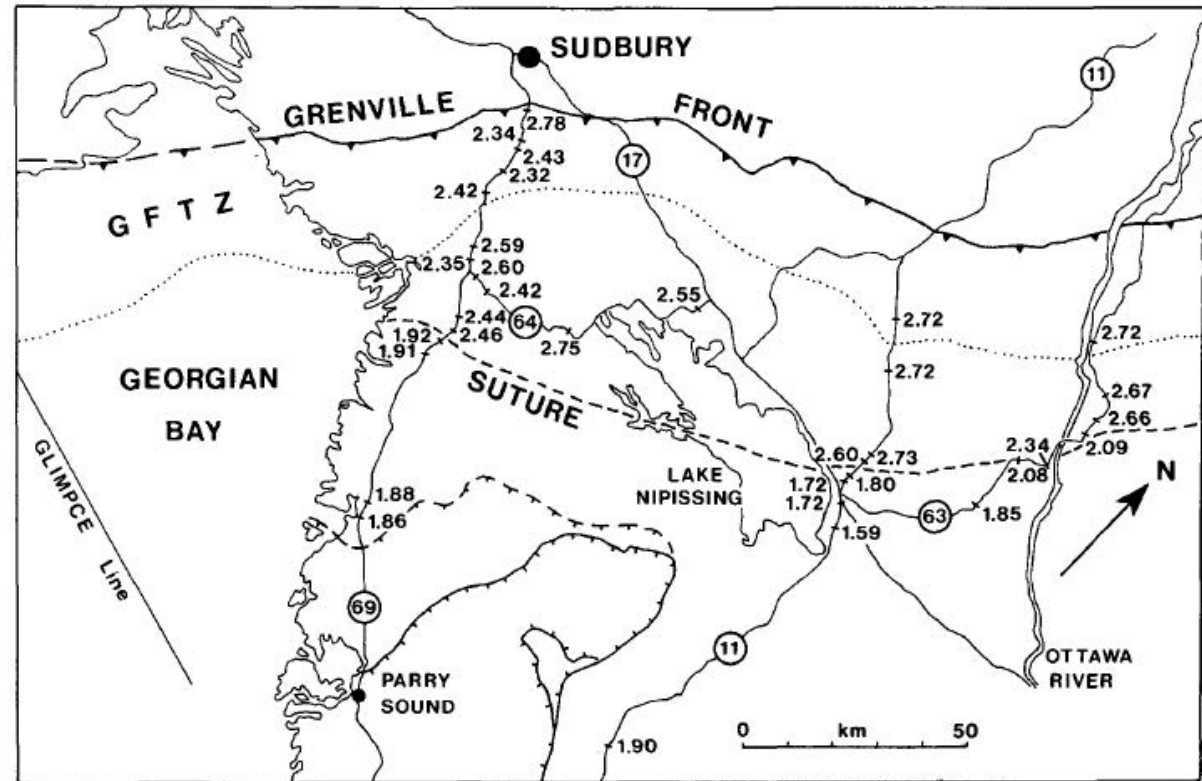 SUDBURY
11
GRENVILLE
FRONT
2.78
2.34
2.43
2.32
17
2.42
G F T Z
2.59
2.35
2.60
2.42
2.55
2.44
64
2.72
2.46
2.75
2.72
1.92
1.91
2.72
GEORGIAN
BAY
SUTURE
2.67
2.66
GLIMPCE Line
2.60
2.73
2.34
2.09
LAKE
NIPISSING
1.72
1.80
2.08
N
1.72
1.88
1.86
63
1.85
1.59
69
11
PARRY
SOUND
OTTAWA
RIVER
0 km 50
1.90